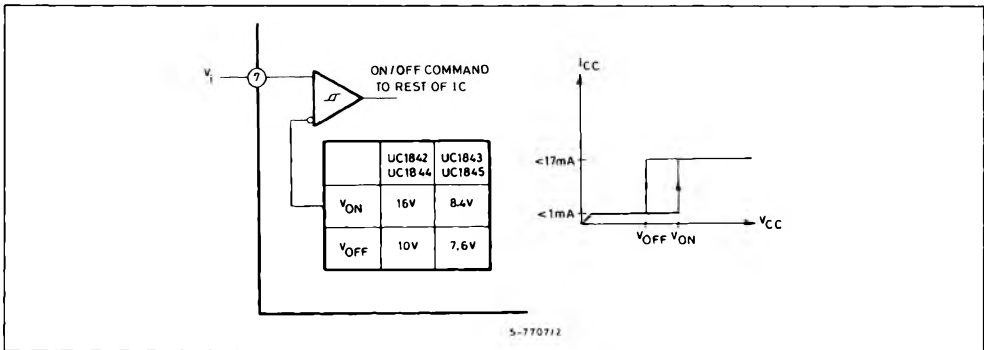 Vi
7
ON/OFF COMMAND
TO REST OF IC
UC1842 UC1843
UC1844 UC1845
VON 16V 8.4V
VOFF 10V 7.6V
ICC
<17mA
<1mA
VOFF VON
VCC
5-7707/2